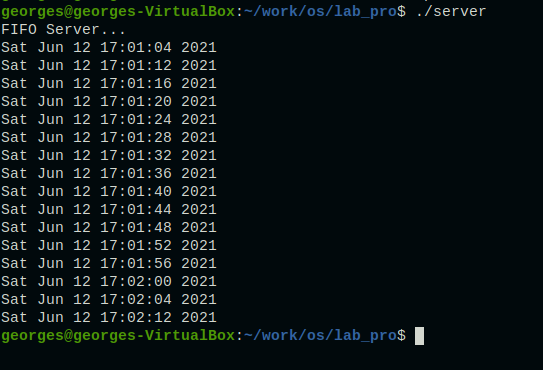 georges@georges-VirtualBox:~/work/os/lab_pro$ ./server
FIFO Server...
Sat Jun 12 17:01:04 2021
Sat Jun 12 17:01:12 2021
Sat Jun 12 17:01:16 2021
Sat Jun 12 17:01:20 2021
Sat Jun 12 17:01:24 2021
Sat Jun 12 17:01:28 2021
Sat Jun 12 17:01:32 2021
Sat Jun 12 17:01:36 2021
Sat Jun 12 17:01:40 2021
Sat Jun 12 17:01:44 2021
Sat Jun 12 17:01:48 2021
Sat Jun 12 17:01:52 2021
Sat Jun 12 17:01:56 2021
Sat Jun 12 17:02:00 2021
Sat Jun 12 17:02:04 2021
Sat Jun 12 17:02:12 2021
georges@georges-VirtualBox:~/work/os/lab_pro$